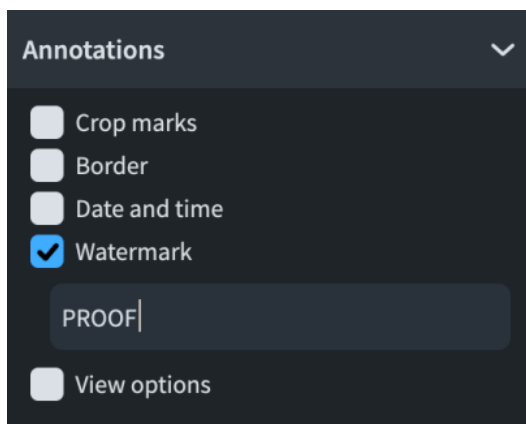 Annotations
Crop marks
Border
Date and time
Watermark
PROOF
View options